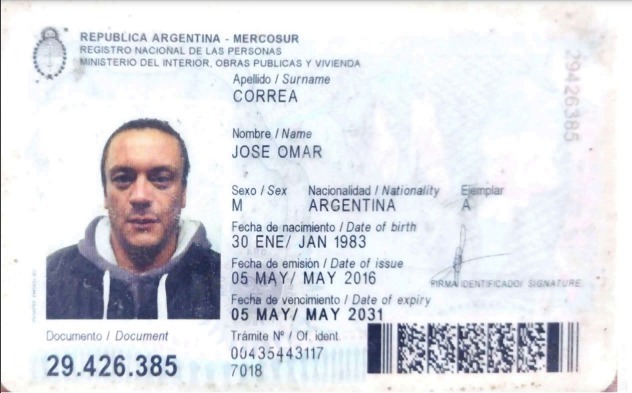 REPUBLICA ARGENTINA - MERCOSUR
REGISTRO NACIONAL DE LAS PERSONAS
MINISTERIO DEL INTERIOR, OBRAS PUBLICAS Y VIVIENDA
Apellido / Surname
CORREA
Nombre / Name
JOSE OMAR
Sexo / Sex Nacionalidad / Nationality Ejemplar
M ARGENTINA A
Fecha de nacimiento / Date of birth
30 ENE/ JAN 1983
Fecha de emisión / Date of issue
05 MAY/ MAY 2016
FIRMA IDENTIFICADO/ SIGNATURE
Fecha de vencimiento / Date of expiry
05 MAY/ MAY 2031
Documento / Document
29.426.385
Trámite Nº / Of. ident.
00435443117
7018
29426385